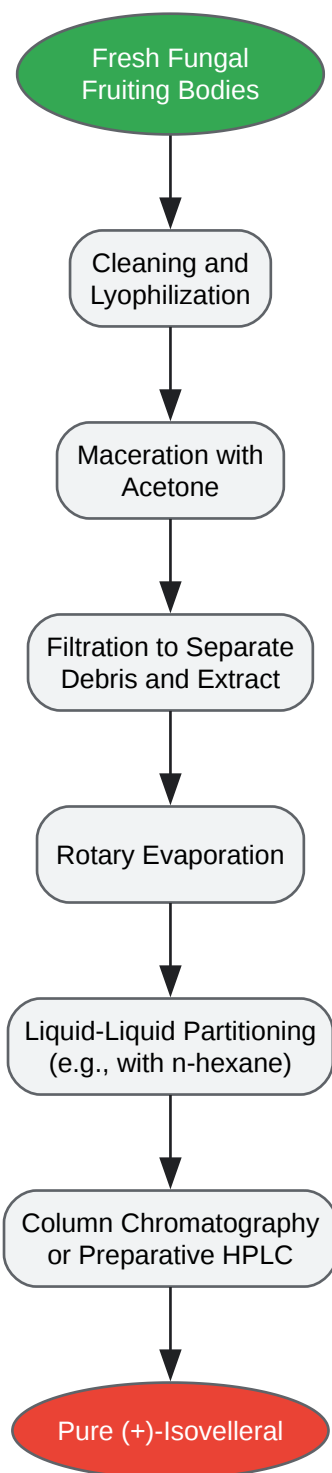 Fresh Fungal
Fruiting Bodies
Cleaning and
Lyophilization
Maceration with
Acetone
Filtration to Separate
Debris and Extract
Rotary Evaporation
Liquid-Liquid Partitioning
(e.g., with n-hexane)
Column Chromatography
or Preparative HPLC
Pure (+)-Isovelleral